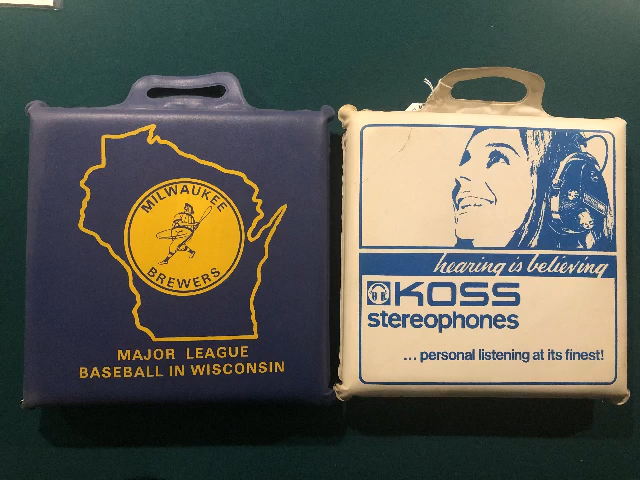 MILWAUKEE
BREWERS
MAJOR LEAGUE
BASEBALL IN WISCONSIN
hearing is believing
KOSS
stereophones
... personal listening at its finest!